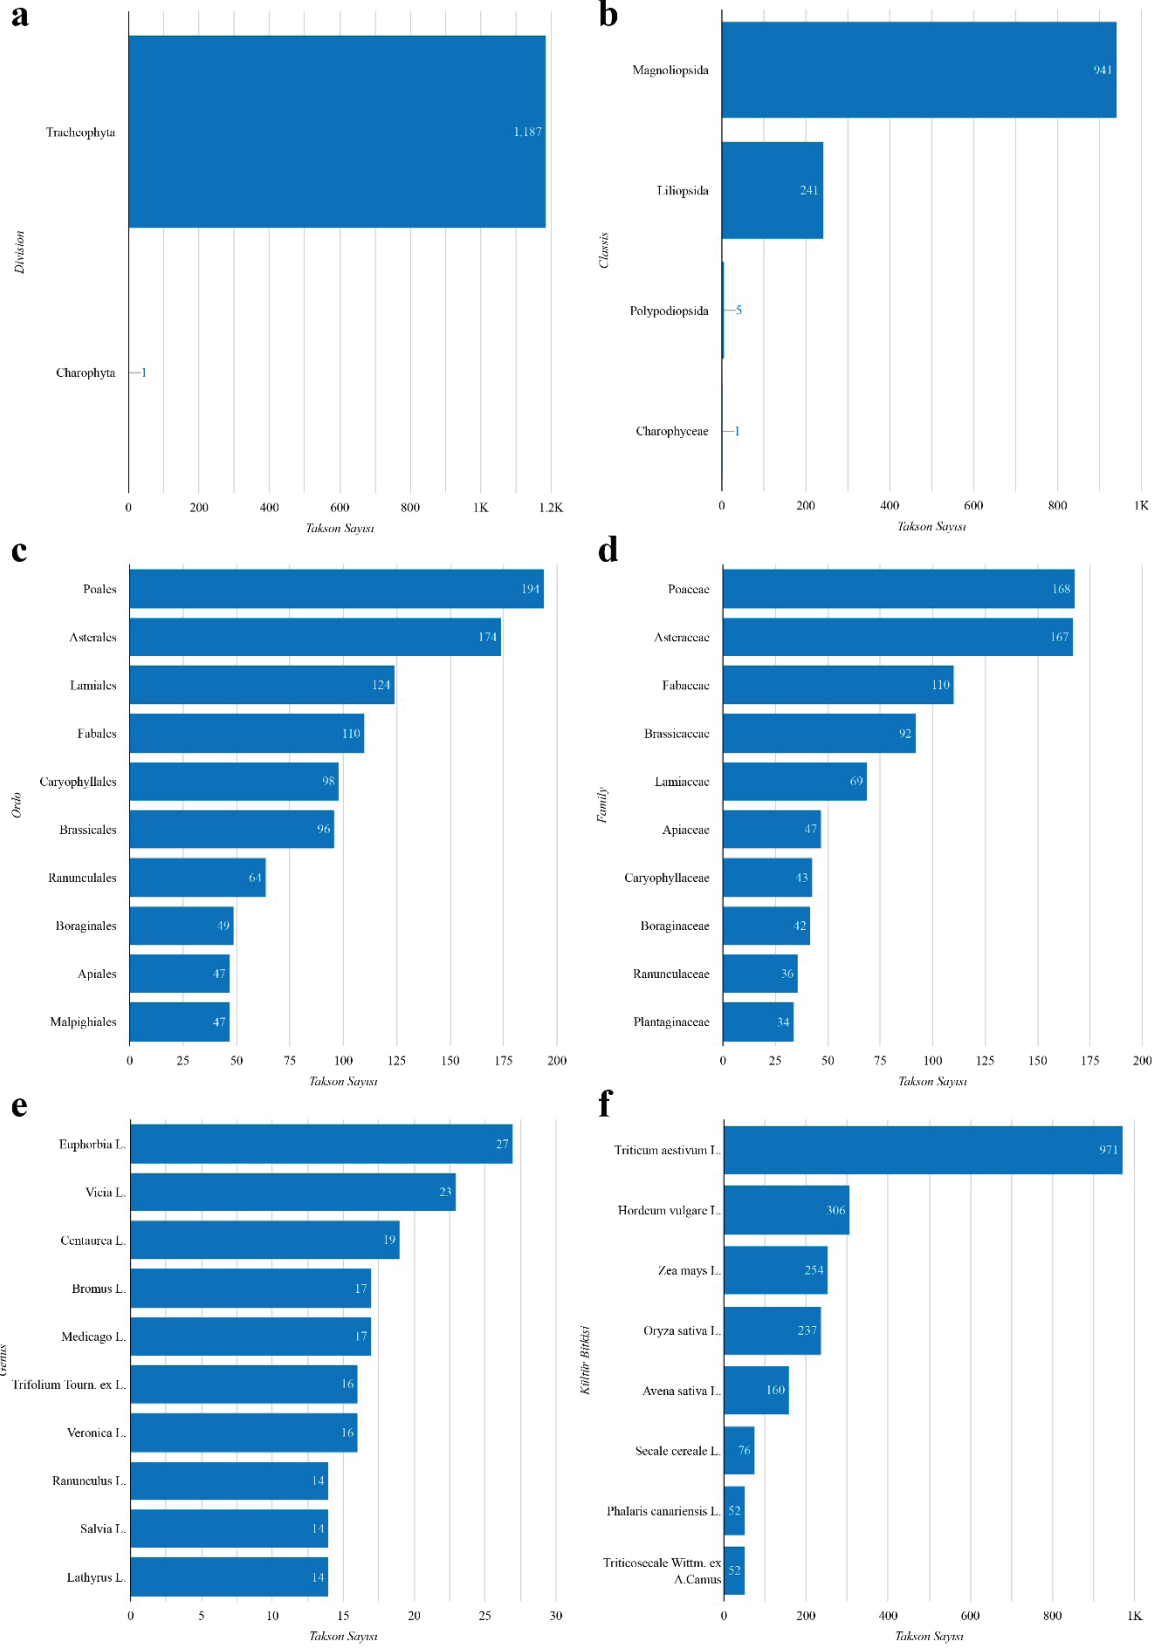 a
Tracheophyta
1,187
Charophyta
1
Division
0 200 400 600 800 1K 1.2K
Takson Sayısı
b
Magnoliopsida
941
Liliopsida
241
Polypodiopsida
5
Charophyceae
1
Classis
0 200 400 600 800 1K
Takson Sayısı
c
Poales 194
Asterales 174
Lamiales 124
Fabales 110
Caryophyllales 98
Brassicales 96
Ranunculales 64
Boraginales 49
Apiales 47
Malpighiales 47
Ordo
0 25 50 75 100 125 150 175 200
Takson Sayısı
d
Poaceae 168
Asteraceae 167
Fabaceae 110
Brassicaceae 92
Lamiaceae 69
Apiaceae 47
Caryophyllaceae 43
Boraginaceae 42
Ranunculaceae 36
Plantaginaceae 34
Family
0 25 50 75 100 125 150 175 200
Takson Sayısı
e
Euphorbia L. 27
Vicia L. 23
Centaurea L. 19
Bromus L. 17
Medicago L. 17
Trifolium Tourn. ex L. 16
Veronica L. 16
Ranunculus L. 14
Salvia L. 14
Lathyrus L. 14
Genus
0 5 10 15 20 25 30
Takson Sayısı
f
Triticum aestivum L. 971
Hordeum vulgare L. 306
Zea mays L. 254
Oryza sativa L. 237
Avena sativa L. 160
Secale cereale L. 76
Phalaris canariensis L. 52
Triticosecale Wittm. ex
A.Camus 52
Kültür Bitkisi
0 200 400 600 800 1K
Takson Sayısı